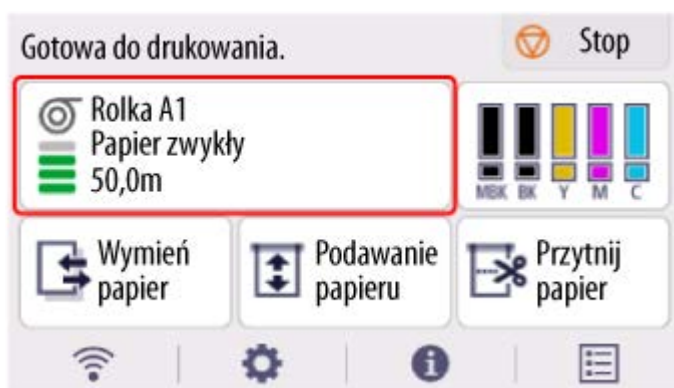 Gotowa do drukowania.
Stop
Rolka A1
Papier zwykły
50,0m
MBK BK Y M C
Wymień
papier
Podawanie
papieru
Przytnij
papier